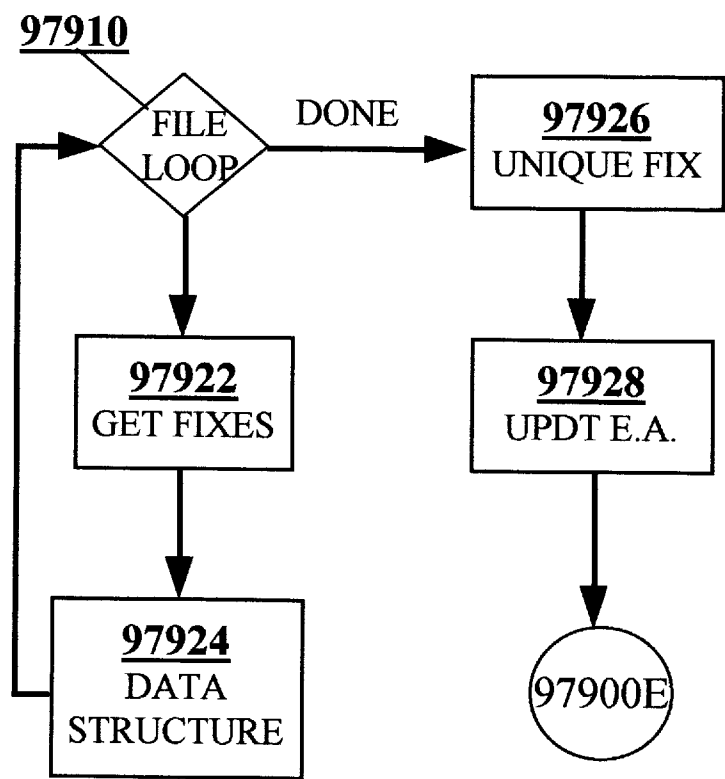 97910
FILE
LOOP
DONE
97926
UNIQUE FIX
97922
GET FIXES
97928
UPDT E.A.
97924
DATA
STRUCTURE
97900E